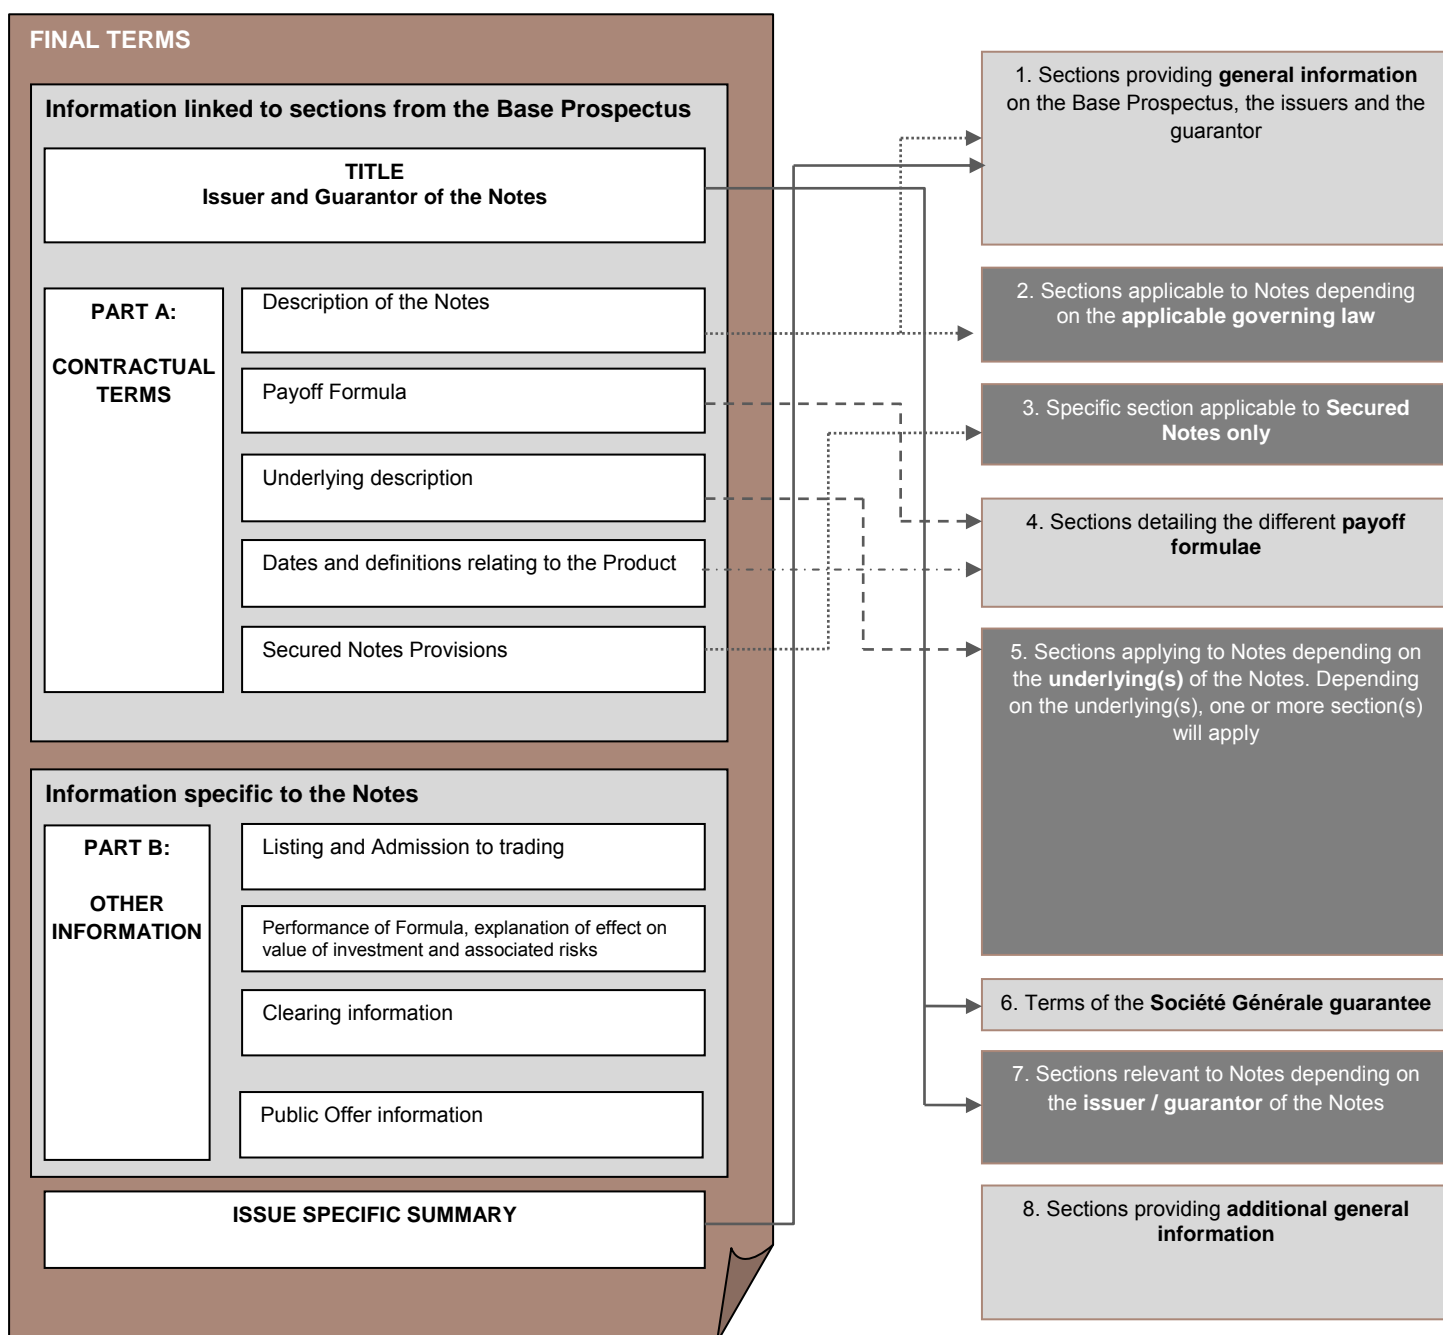 FINAL TERMS
Information linked to sections from the Base Prospectus
TITLE
Issuer and Guarantor of the Notes
PART A:
CONTRACTUAL
TERMS
Description of the Notes
Payoff Formula
Underlying description
Dates and definitions relating to the Product
Secured Notes Provisions
Information specific to the Notes
PART B:
OTHER
INFORMATION
Listing and Admission to trading
Performance of Formula, explanation of effect on
value of investment and associated risks
Clearing information
Public Offer information
ISSUE SPECIFIC SUMMARY
1. Sections providing general information
on the Base Prospectus, the issuers and the
guarantor
2. Sections applicable to Notes depending
on the applicable governing law
3. Specific section applicable to Secured
Notes only
4. Sections detailing the different payoff
formulae
5. Sections applying to Notes depending on
the underlying(s) of the Notes. Depending
on the underlying(s), one or more section(s)
will apply
6. Terms of the Société Générale guarantee
7. Sections relevant to Notes depending on
the issuer / guarantor of the Notes
8. Sections providing additional general
information